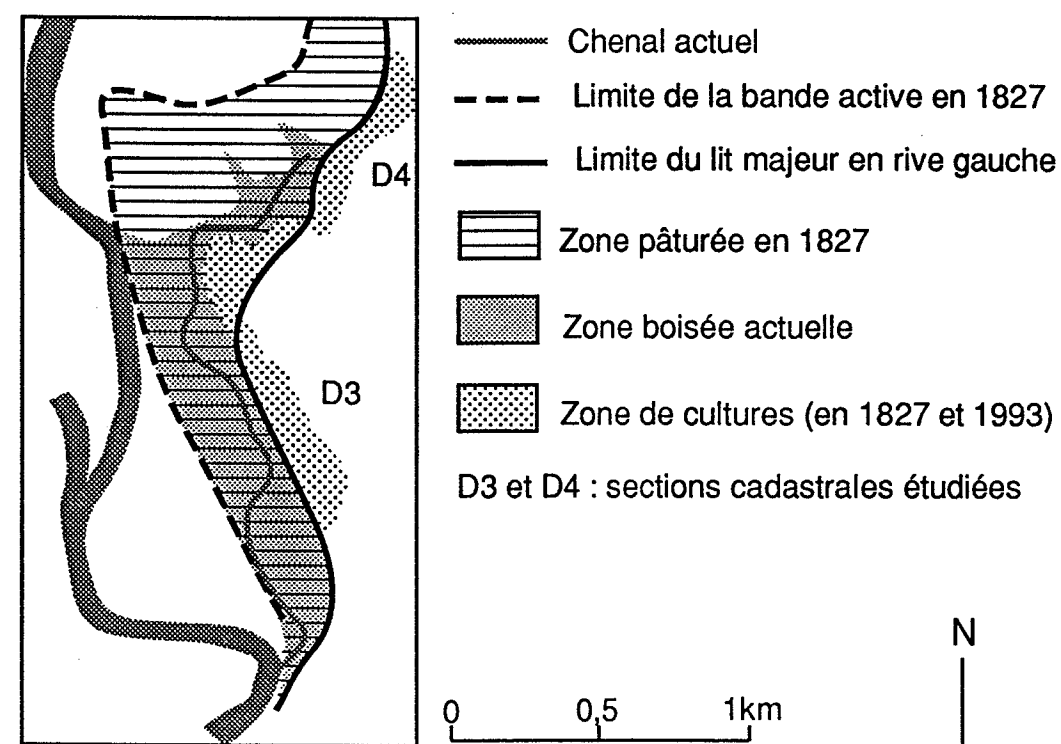 Chenal actuel
Limite de la bande active en 1827
Limite du lit majeur en rive gauche
Zone pâturée en 1827
Zone boisée actuelle
Zone de cultures (en 1827 et 1993)
D3 et D4 : sections cadastrales étudiées
D4
D3
N
0 0,5 1km